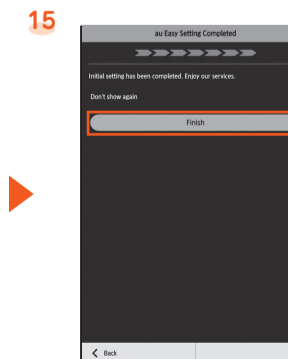 15
au Easy Setting Completed
Initial setting has been completed. Enjoy our services.
Don't show again
Finish
Back